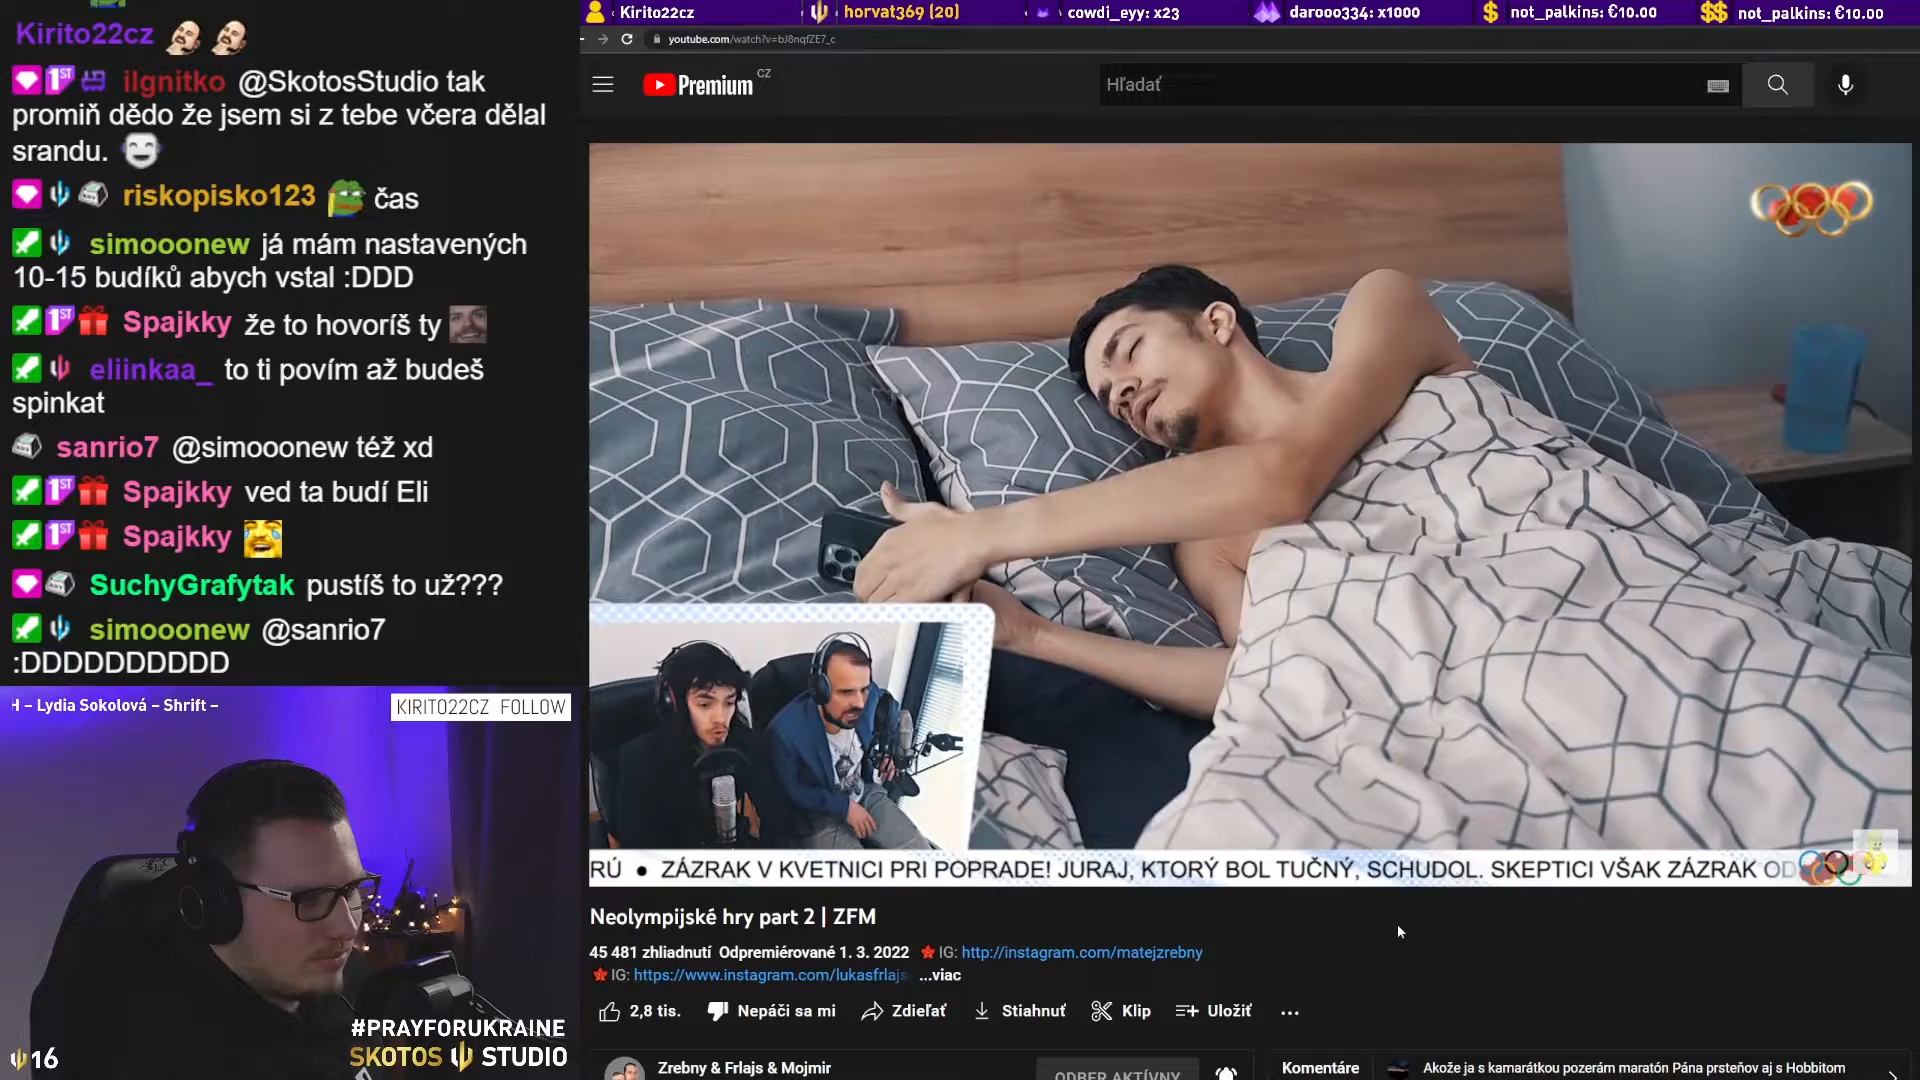 Kirito22cz
iIgnitko @SkotosStudio tak
promiň dědo že jsem si z tebe včera dělal
srandu.
riskopisko123 čas
simooonew já mám nastavených
10-15 budíků abych vstal :DDD
Spajkky že to hovoríš ty
eliinkaa_ to ti povím až budeš
spinkat
sanrio7 @simooonew též xd
Spajkky ved ta budí Eli
Spajkky
SuchyGrafytak pustíš to už???
simooonew @sanrio7
:DDDDDDDDDD
– Lydia Sokolová – Shrift –
KIRITO22CZ FOLLOW
#PRAYFORUKRAINE
16
SKOTOS STUDIO
Kirito22cz
horvat369 (20)
cowdi_eyy: x23
darooo334: x1000
not_palkins: €10.00
not_palkins: €10.00
youtube.com/watch?v=bJ8nqfZE7_c
Premium CZ
Hľadať
RÚ ● ZÁZRAK V KVETNICI PRI POPRADE! JURAJ, KTORÝ BOL TUČNÝ, SCHUDOL. SKEPTICI VŠAK ZÁZRAK OD
Neolympijské hry part 2 | ZFM
45 481 zhliadnutí Odpremiérované 1. 3. 2022 IG: http://instagram.com/matejzrebny
IG: https://www.instagram.com/lukasfrlajs ...viac
2,8 tis. Nepáči sa mi Zdieľať Stiahnuť Klip Uložiť
Zrebny & Frlajs & Mojmir
ODBER AKTÍVNY
Komentáre
Akože ja s kamarátkou pozerám maratón Pána prsteňov aj s Hobbitom